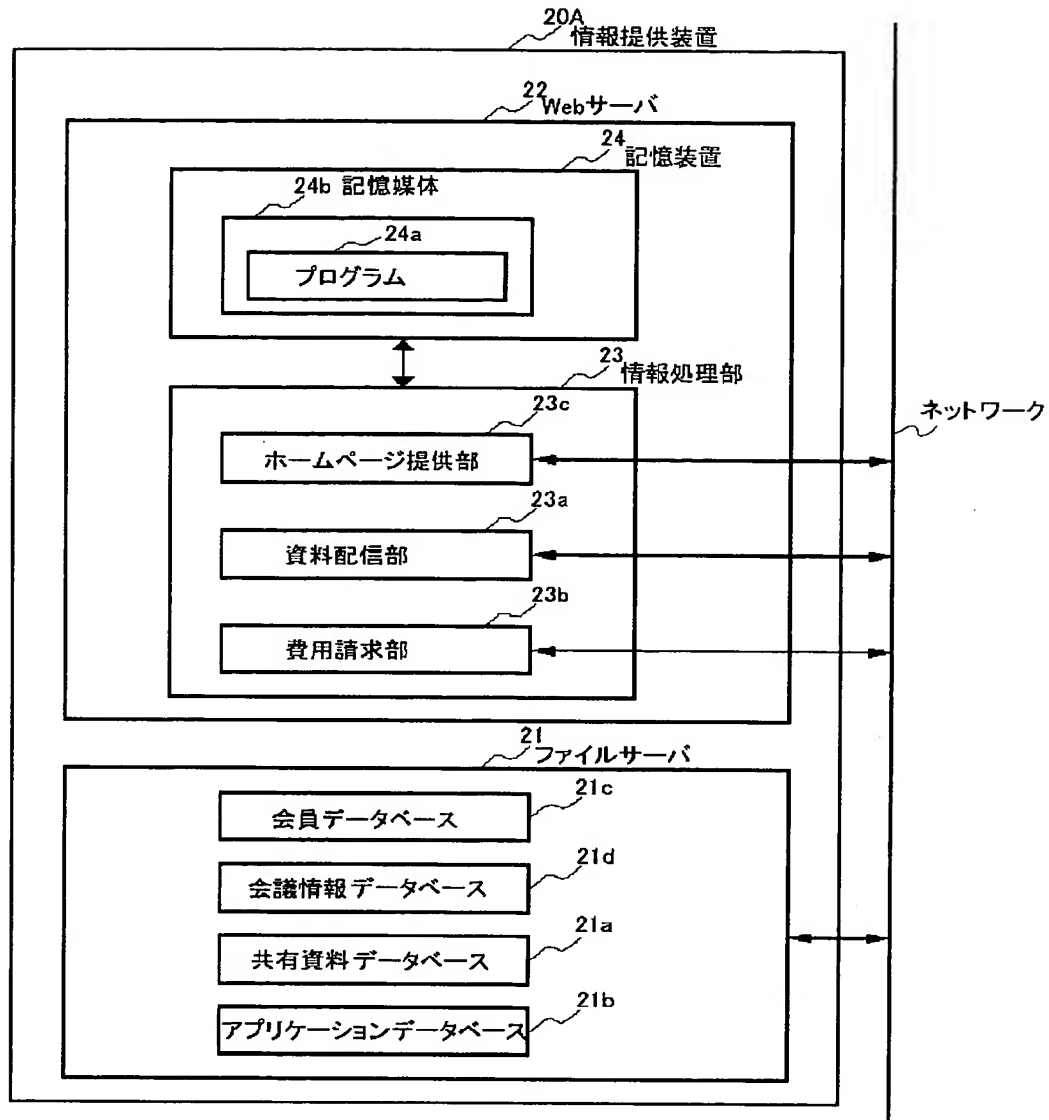 20A
情報提供装置
22
Webサーバ
24
記憶装置
24b 記憶媒体
24a
プログラム
23
情報処理部
23c
ホームページ提供部
ネットワーク
23a
資料配信部
23b
費用請求部
21
ファイルサーバ
21c
会員データベース
21d
会議情報データベース
21a
共有資料データベース
21b
アプリケーションデータベース